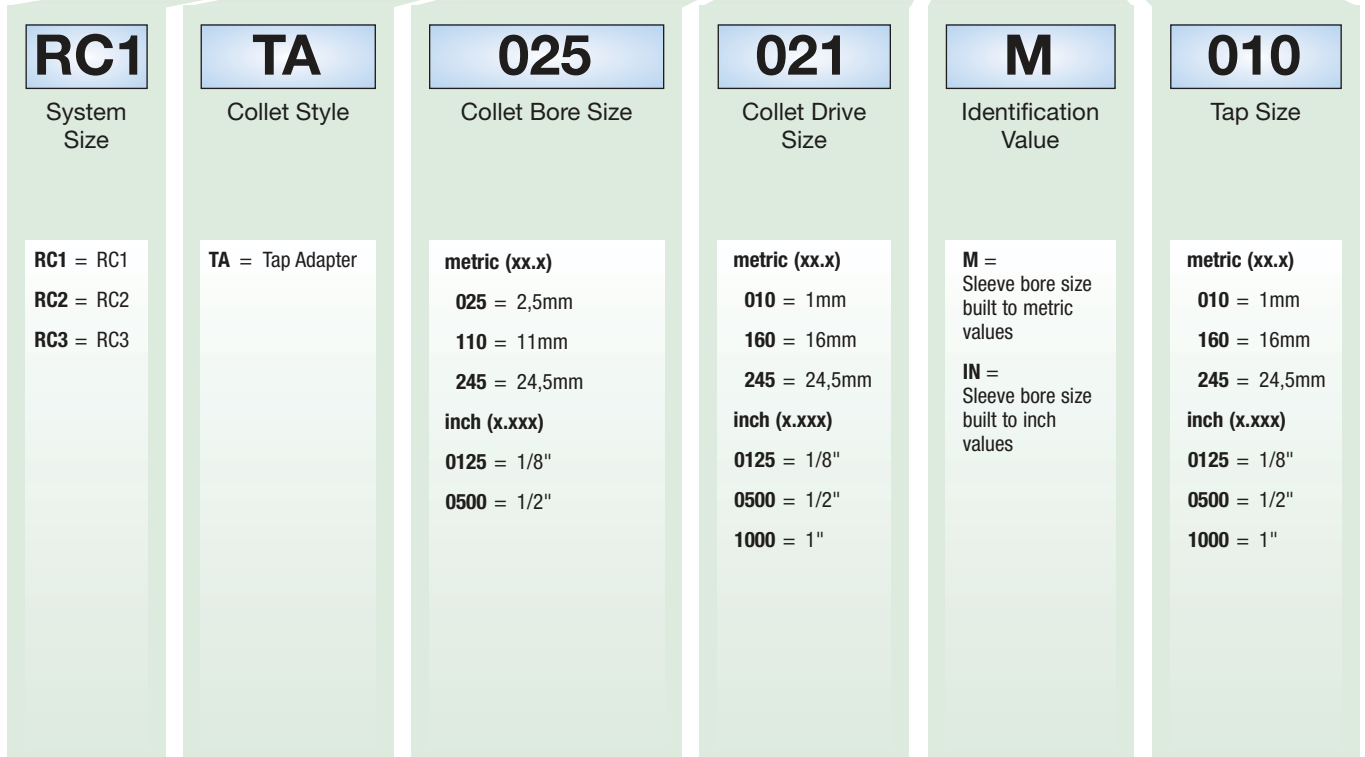 RC1
System
Size
RC1 = RC1
RC2 = RC2
RC3 = RC3
TA
Collet Style
TA = Tap Adapter
025
Collet Bore Size
metric (xx.x)
025 = 2,5mm
110 = 11mm
245 = 24,5mm
inch (x.xxx)
0125 = 1/8"
0500 = 1/2"
021
Collet Drive
Size
metric (xx.x)
010 = 1mm
160 = 16mm
245 = 24,5mm
inch (x.xxx)
0125 = 1/8"
0500 = 1/2"
1000 = 1"
M
Identification
Value
M =
Sleeve bore size
built to metric
values
IN =
Sleeve bore size
built to inch
values
010
Tap Size
metric (xx.x)
010 = 1mm
160 = 16mm
245 = 24,5mm
inch (x.xxx)
0125 = 1/8"
0500 = 1/2"
1000 = 1"